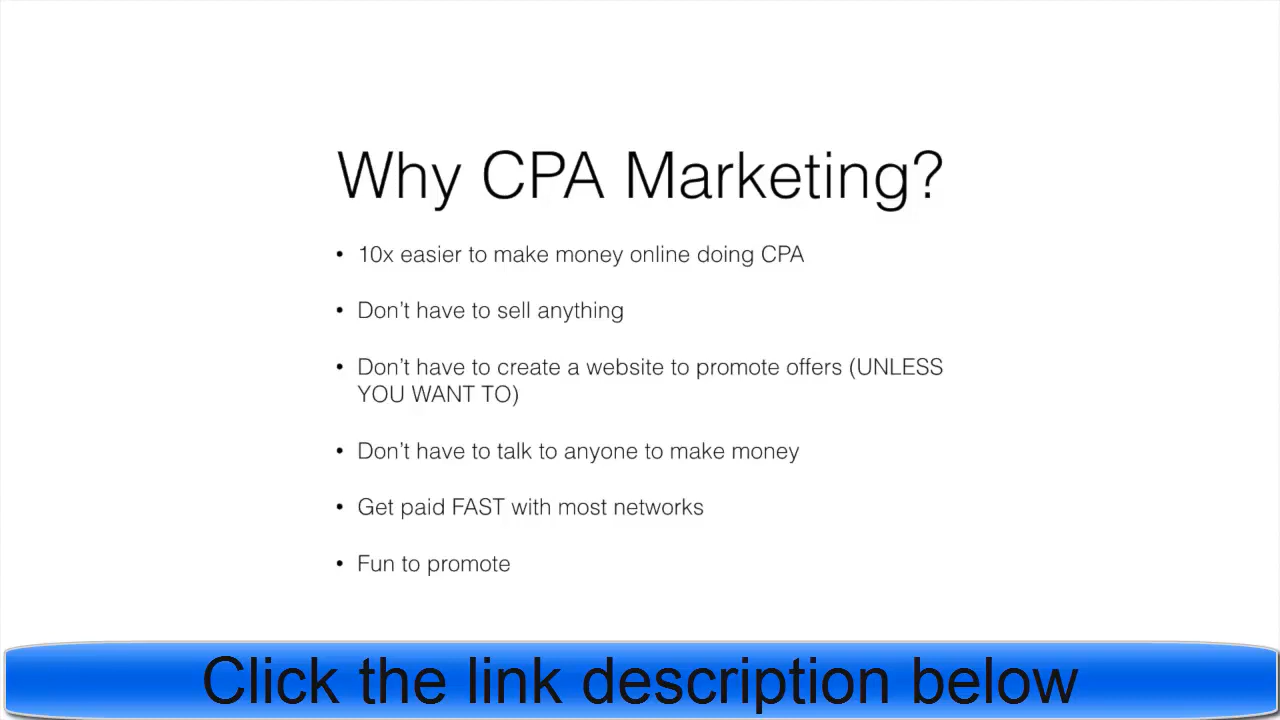 Why CPA Marketing?
• 10x easier to make money online doing CPA
• Don't have to sell anything
• Don't have to create a website to promote offers (UNLESS
YOU WANT TO)
• Don't have to talk to anyone to make money
• Get paid FAST with most networks
• Fun to promote
Click the link description below